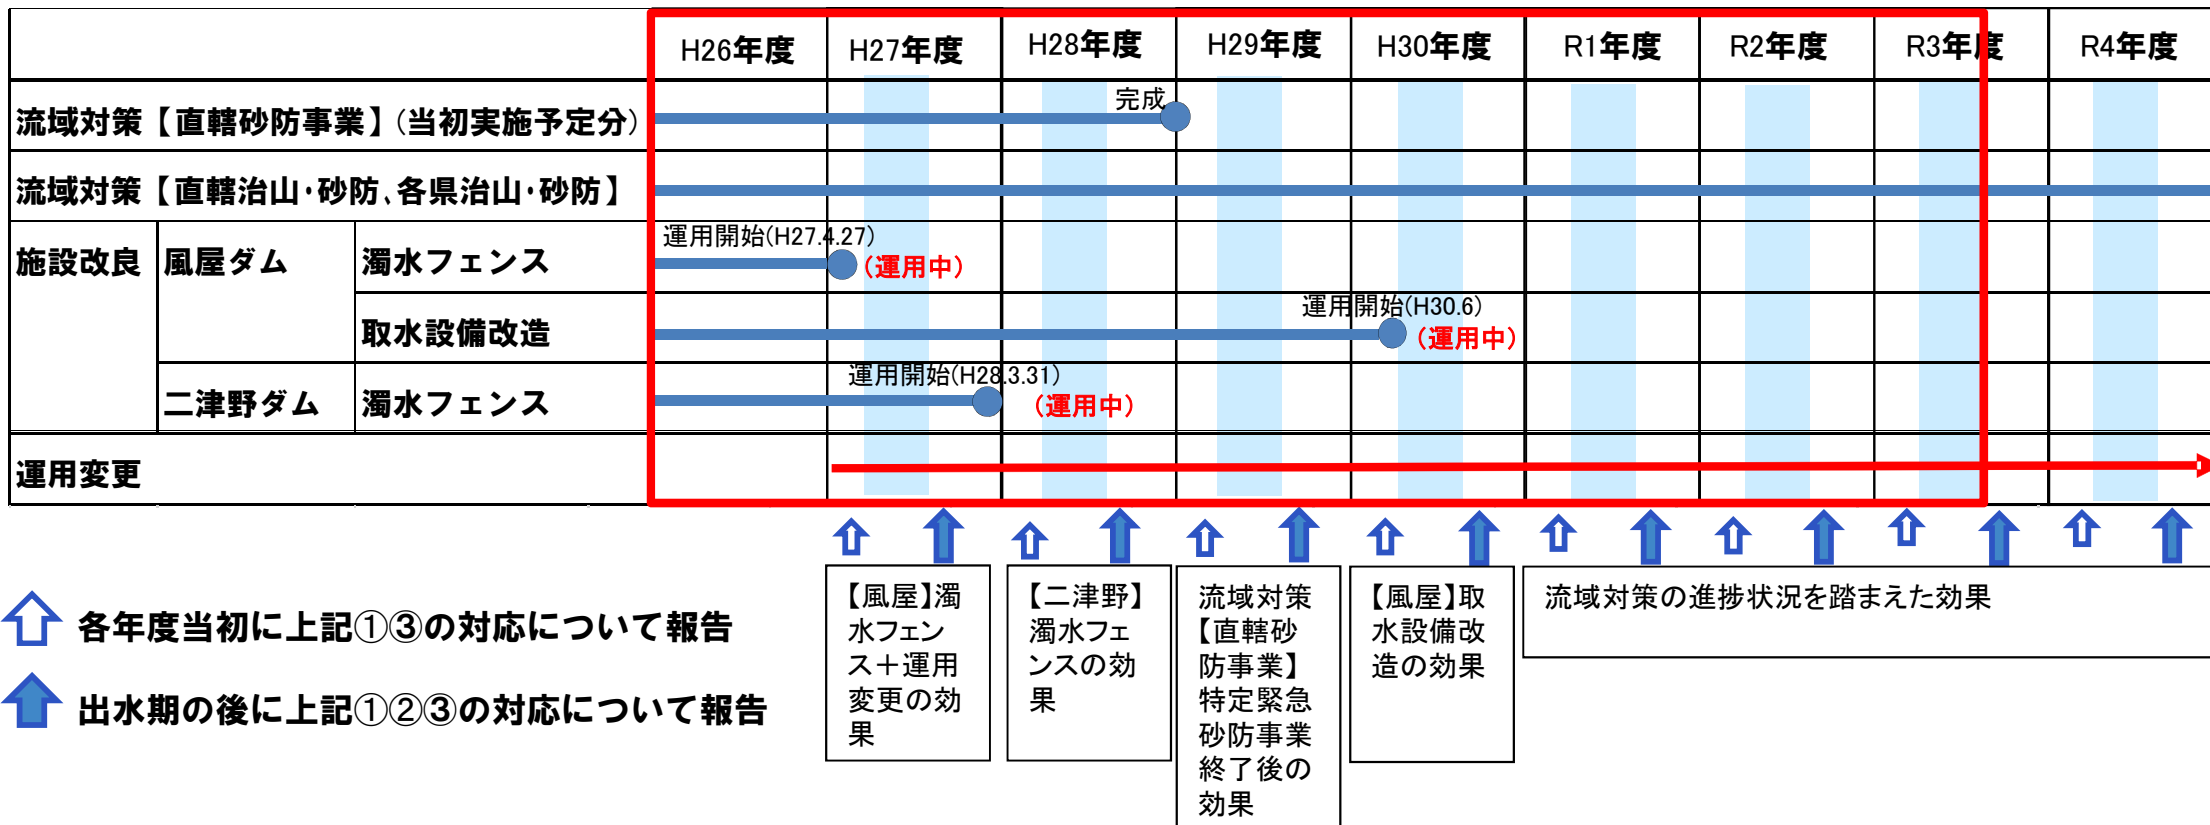 H26年度 H27年度 H28年度 H29年度 H30年度 R1年度 R2年度 R3年度 R4年度
流域対策【直轄砂防事業】(当初実施予定分)
完成
流域対策【直轄治山・砂防、各県治山・砂防】
施設改良 風屋ダム 濁水フェンス
運用開始(H27.4.27)
(運用中)
取水設備改造
運用開始(H30.6)
(運用中)
二津野ダム 濁水フェンス
運用開始(H28.3.31)
(運用中)
運用変更
各年度当初に上記①③の対応について報告
出水期の後に上記①②③の対応について報告
【風屋】濁
水フェン
ス+運用
変更の効
果
【二津野】
濁水フェ
ンスの効
果
流域対策
【直轄砂
防事業】
特定緊急
砂防事業
終了後の
効果
【風屋】取
水設備改
造の効果
流域対策の進捗状況を踏まえた効果